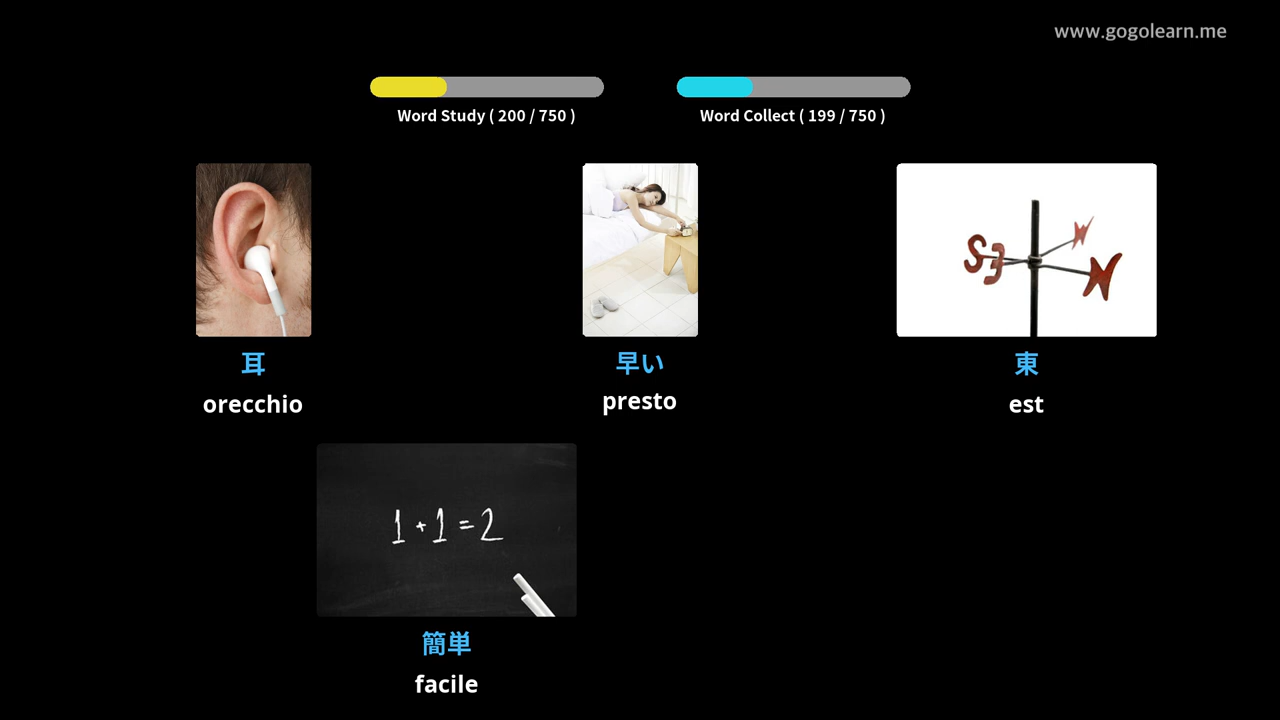 www.gogolearn.me
Word Study ( 200 / 750 )
Word Collect ( 199 / 750 )
S E N W
耳
orecchio
早い
presto
東
est
1 + 1 = 2
簡単
facile